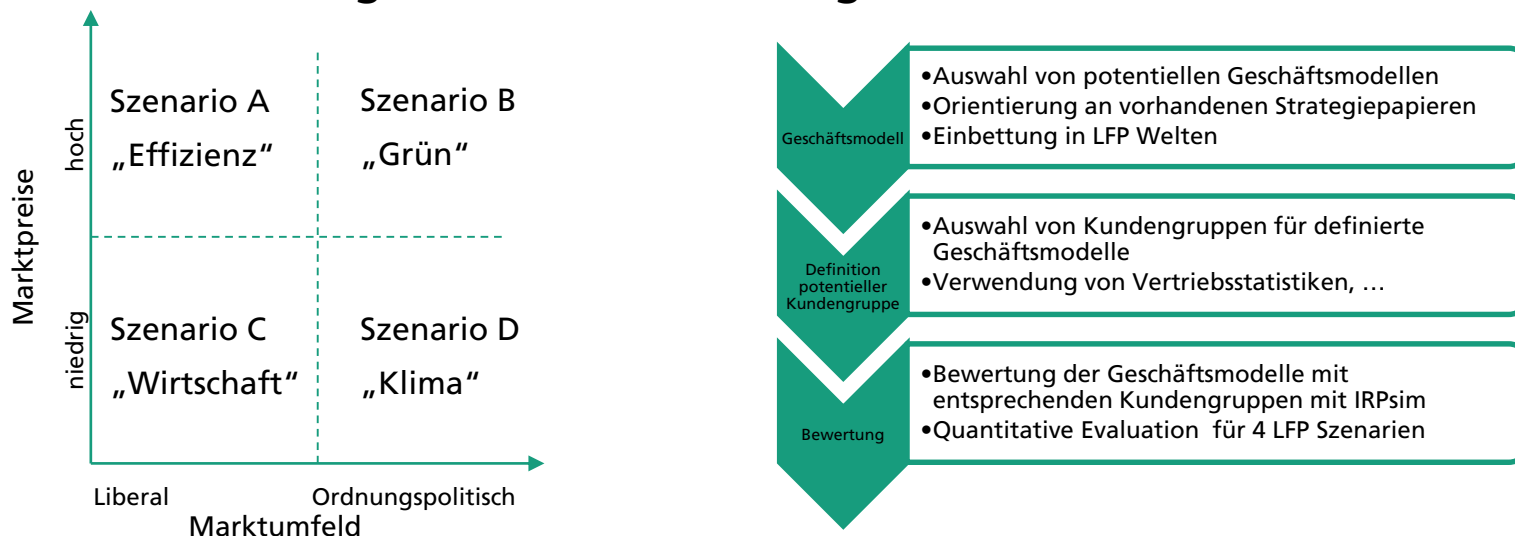 Szenario A
„Effizienz“
Szenario B
„Grün“
Szenario C
„Wirtschaft“
Szenario D
„Klima“
Marktpreise
hoch
niedrig
Liberal
Ordnungspolitisch
Marktumfeld
Geschäftsmodell
•Auswahl von potentiellen Geschäftsmodellen
•Orientierung an vorhandenen Strategiepapieren
•Einbettung in LFP Welten
Definition
potentieller
Kundengruppe
•Auswahl von Kundengruppen für definierte
Geschäftsmodelle
•Verwendung von Vertriebsstatistiken, …
Bewertung
•Bewertung der Geschäftsmodelle mit
entsprechenden Kundengruppen mit IRPsim
•Quantitative Evaluation für 4 LFP Szenarien